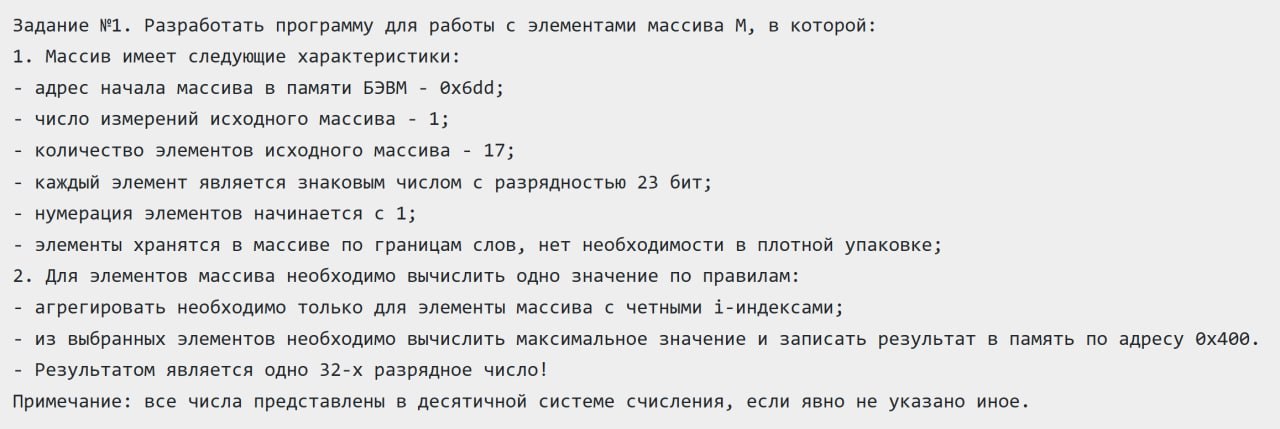 Задание №1. Разработать программу для работы с элементами массива M, в которой:
1. Массив имеет следующие характеристики:
- адрес начала массива в памяти БЭВМ - 0x6dd;
- число измерений исходного массива - 1;
- количество элементов исходного массива - 17;
- каждый элемент является знаковым числом с разрядностью 23 бит;
- нумерация элементов начинается с 1;
- элементы хранятся в массиве по границам слов, нет необходимости в плотной упаковке;
2. Для элементов массива необходимо вычислить одно значение по правилам:
- агрегировать необходимо только для элементы массива с четными i-индексами;
- из выбранных элементов необходимо вычислить максимальное значение и записать результат в память по адресу 0x400.
- Результатом является одно 32-х разрядное число!
Примечание: все числа представлены в десятичной системе счисления, если явно не указано иное.